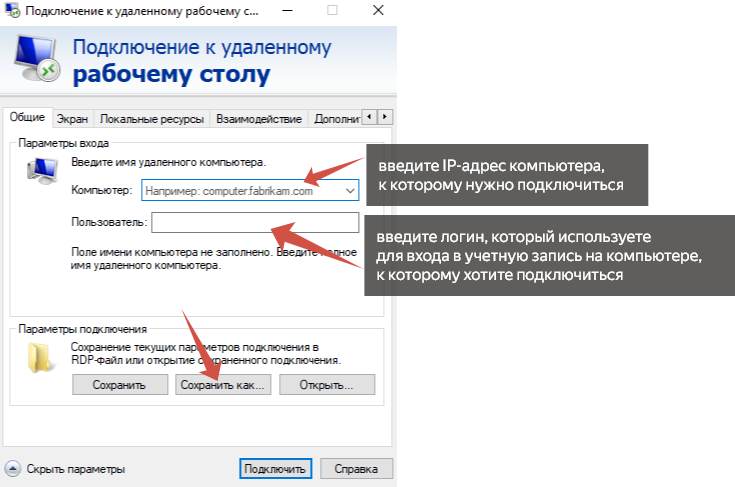 Подключение к удаленному рабочему с...
Подключение к удаленному
рабочему столу
Общие Экран Локальные ресурсы Взаимодействие Дополнит
Параметры входа
Введите имя удаленного компьютера.
Компьютер: Например: computer.fabrikam.com
Пользователь:
Поле имени компьютера не заполнено. Введите полное
имя удаленного компьютера.
введите IP-адрес компьютера,
к которому нужно подключиться
введите логин, который используете
для входа в учетную запись на компьютере,
к которому хотите подключиться
Параметры подключения
Сохранение текущих параметров подключения в
RDP-файл или открытие сохраненного подключения.
Сохранить Сохранить как... Открыть...
Скрыть параметры Подключить Справка